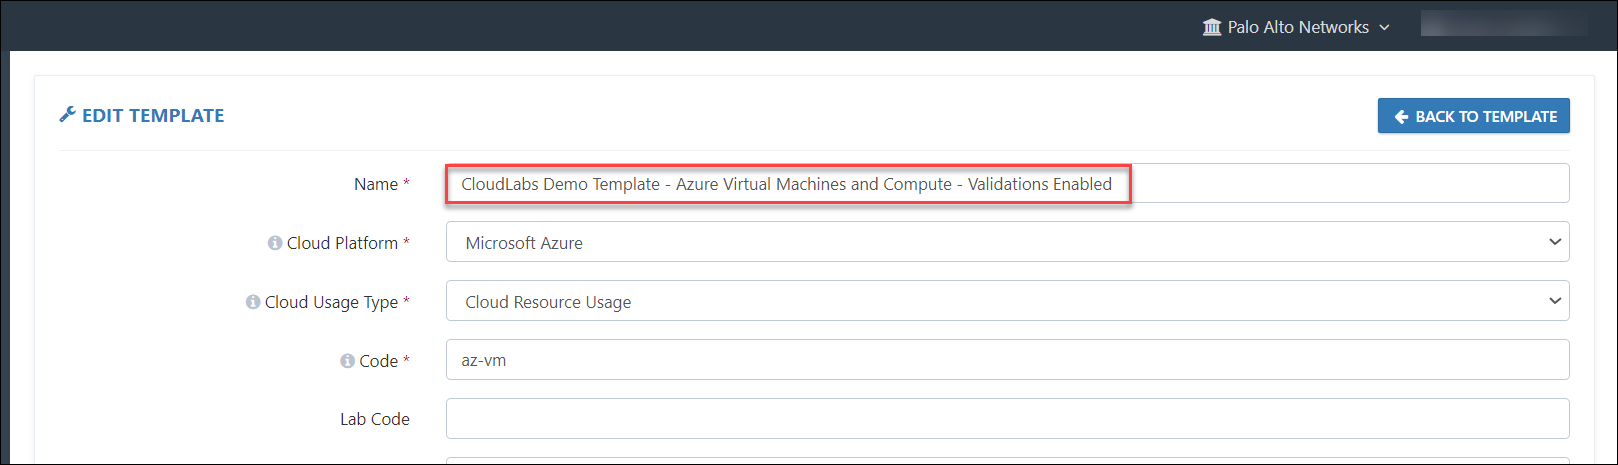 Palo Alto Networks
EDIT TEMPLATE
BACK TO TEMPLATE
Name * CloudLabs Demo Template - Azure Virtual Machines and Compute - Validations Enabled
Cloud Platform * Microsoft Azure
Cloud Usage Type * Cloud Resource Usage
Code * az-vm
Lab Code